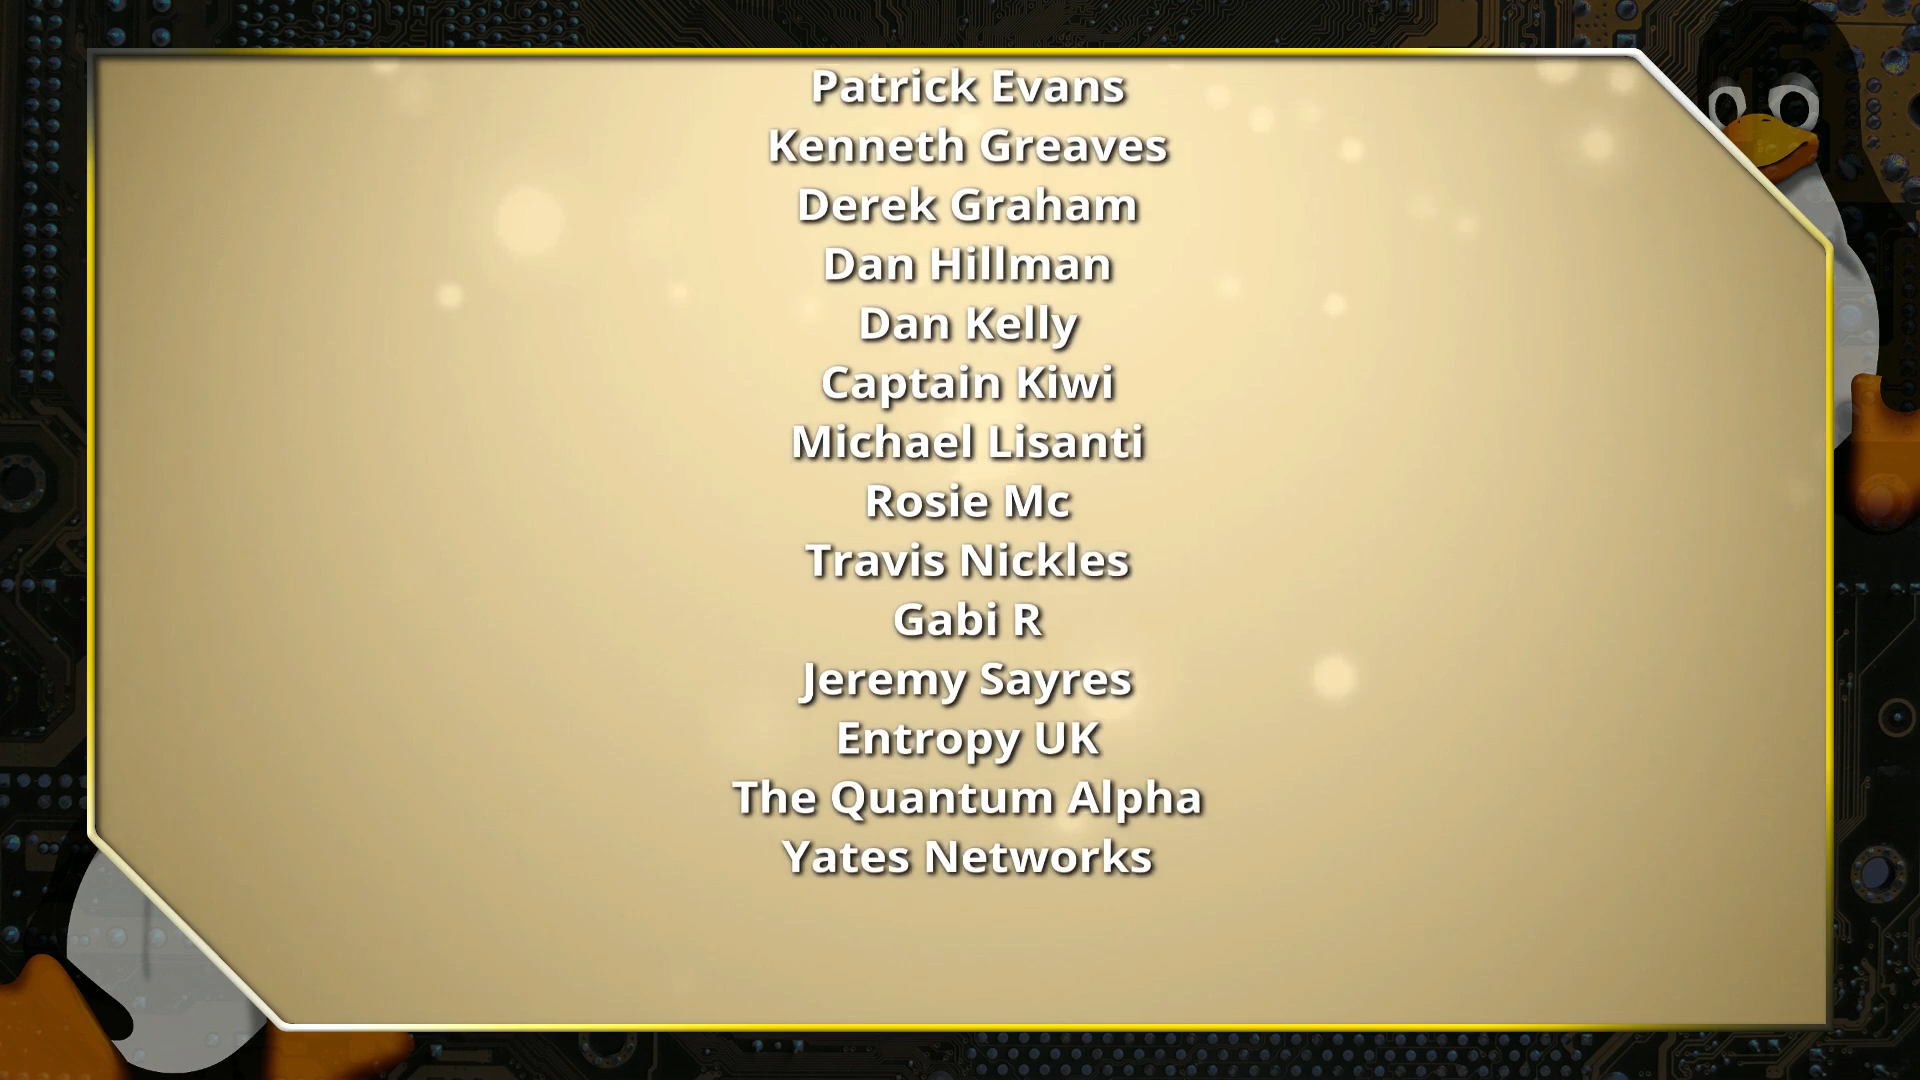 Patrick Evans
Kenneth Greaves
Derek Graham
Dan Hillman
Dan Kelly
Captain Kiwi
Michael Lisanti
Rosie Mc
Travis Nickles
Gabi R
Jeremy Sayres
Entropy UK
The Quantum Alpha
Yates Networks